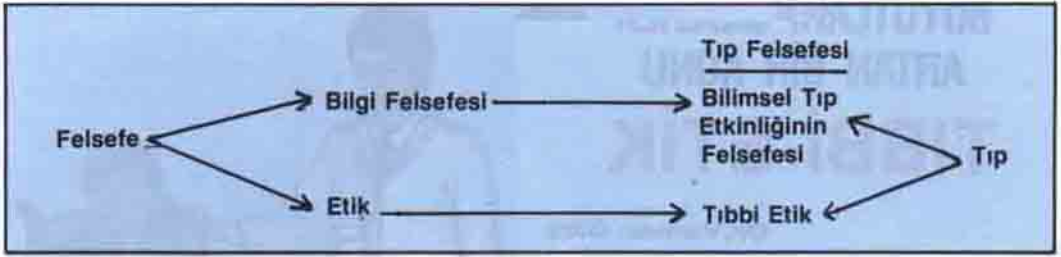 Tıp Felsefesi
Bilgi Felsefesi
Bilimsel Tıp
Etkinliğinin
Felsefesi
Felsefe
Tıp
Etik
Tıbbi Etik